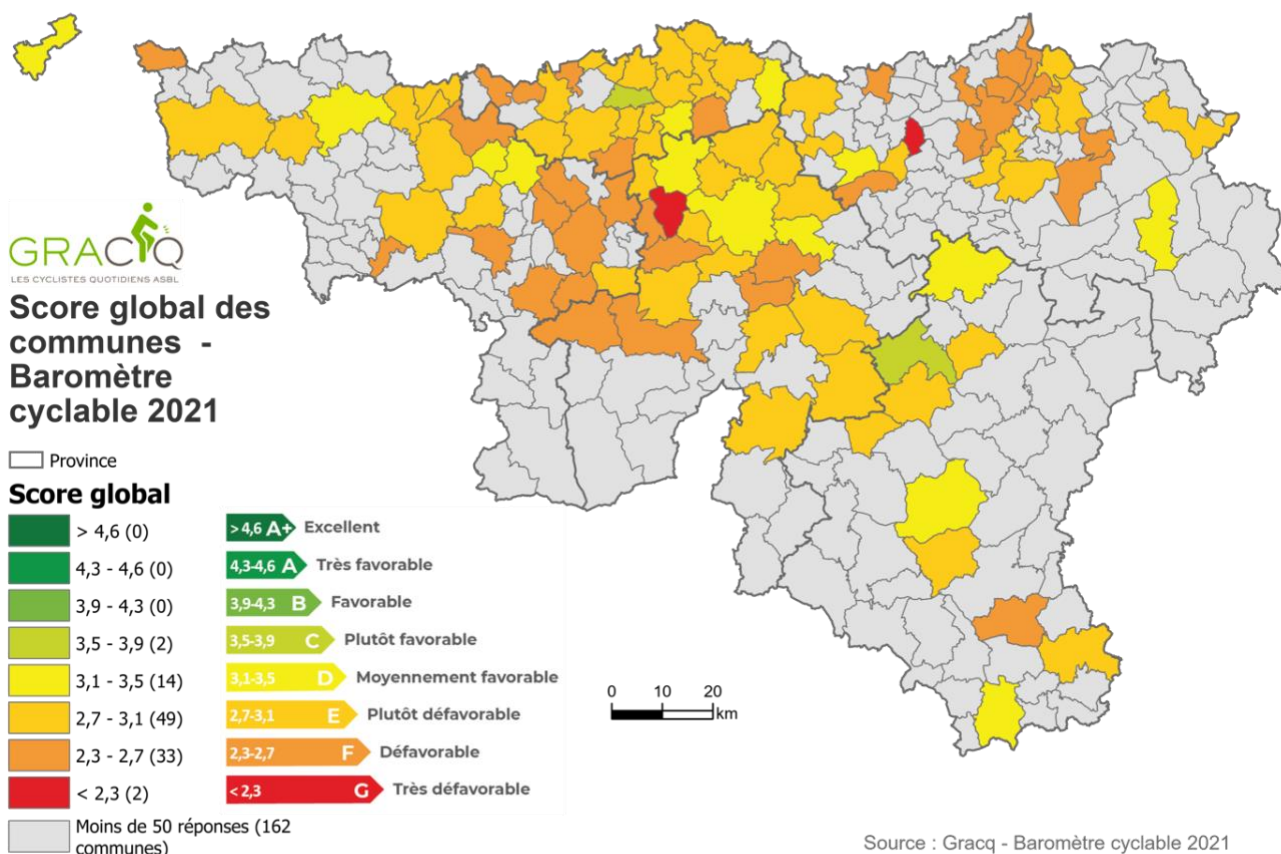 GRACQ
LES CYCLISTES QUOTIDIENS ASBL
Score global des
communes -
Baromètre
cyclable 2021
Province
Score global
> 4,6 (0)
4,3 - 4,6 (0)
3,9 - 4,3 (0)
3,5 - 3,9 (2)
3,1 - 3,5 (14)
2,7 - 3,1 (49)
2,3 - 2,7 (33)
< 2,3 (2)
Moins de 50 réponses (162
communes)
> 4,6 A+ Excellent
4,3-4,6 A Très favorable
3,9-4,3 B Favorable
3,5-3,9 C Plutôt favorable
3,1-3,5 D Moyennement favorable
2,7-3,1 E Plutôt défavorable
2,3-2,7 F Défavorable
< 2,3 G Très défavorable
0 10 20
km
Source : Gracq - Baromètre cyclable 2021